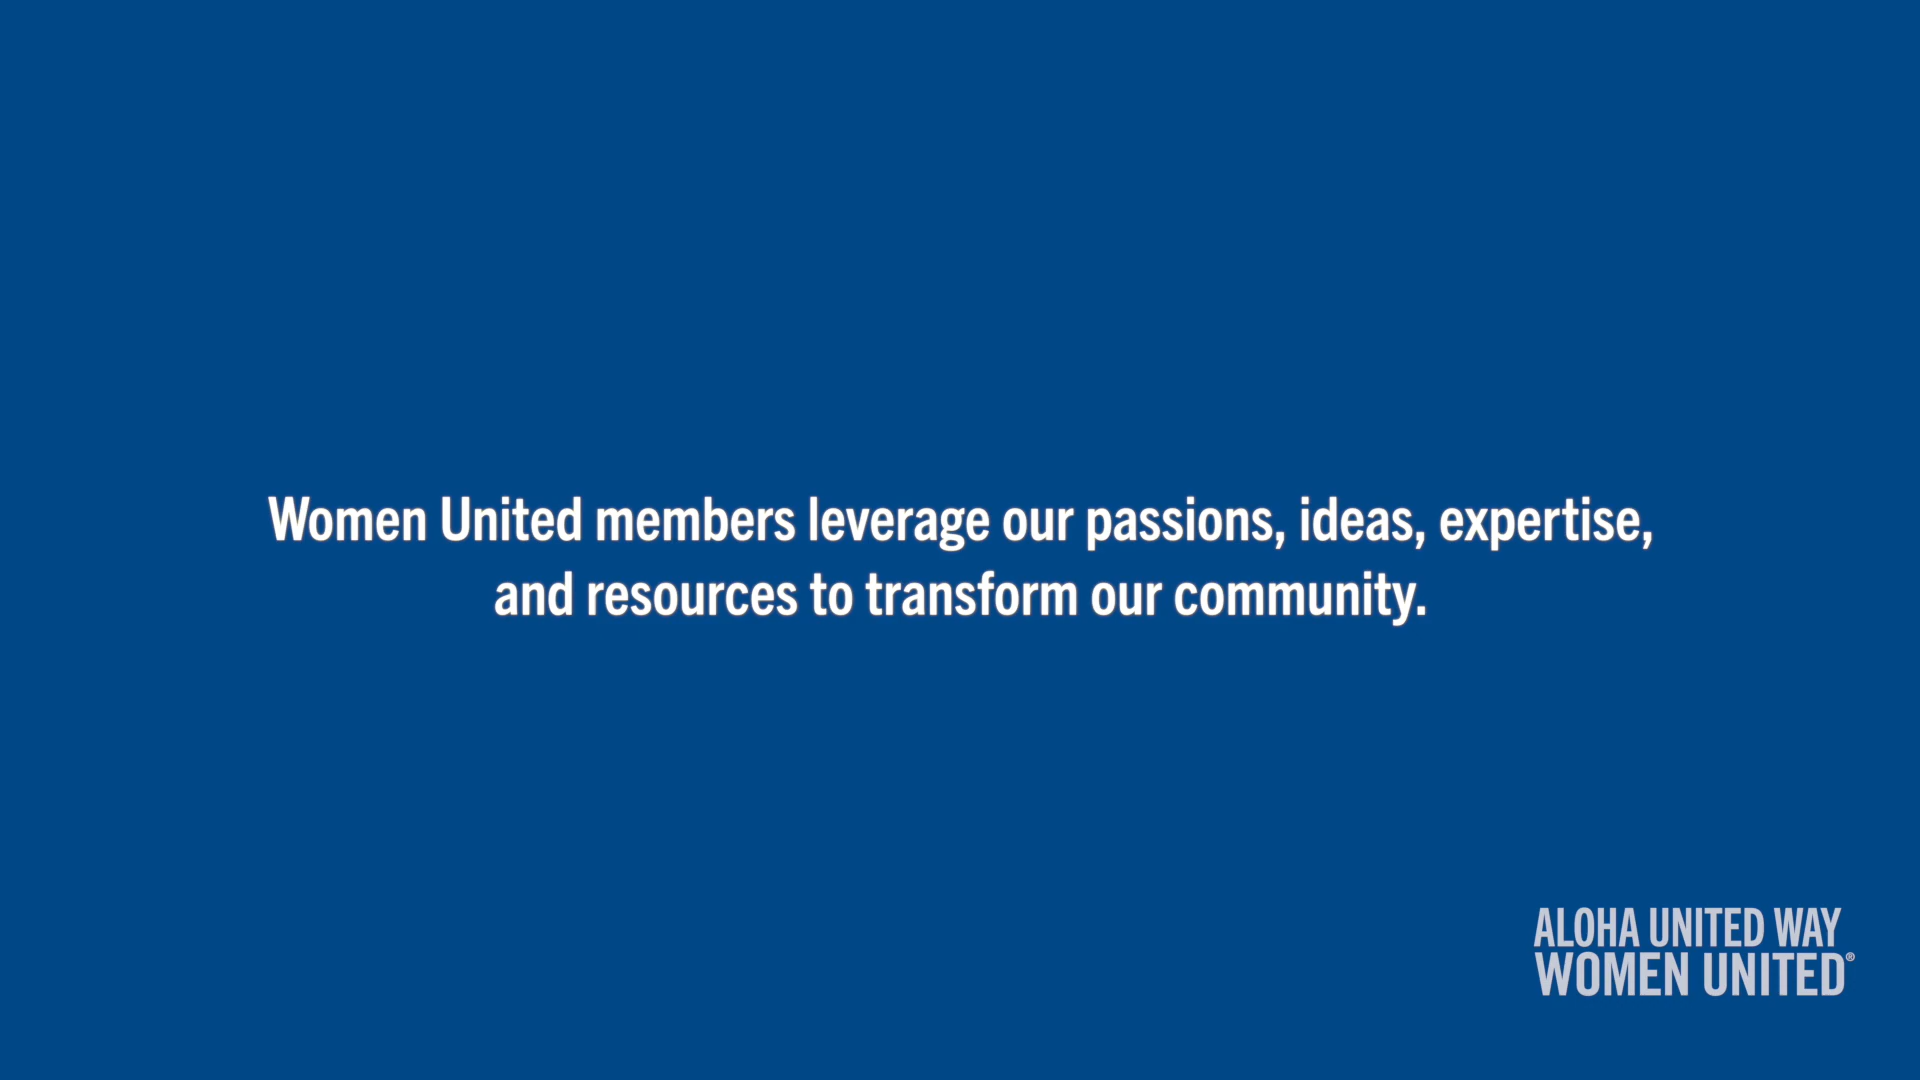 Women United members leverage our passions, ideas, expertise,
and resources to transform our community.
ALOHA UNITED WAY
WOMEN UNITED®